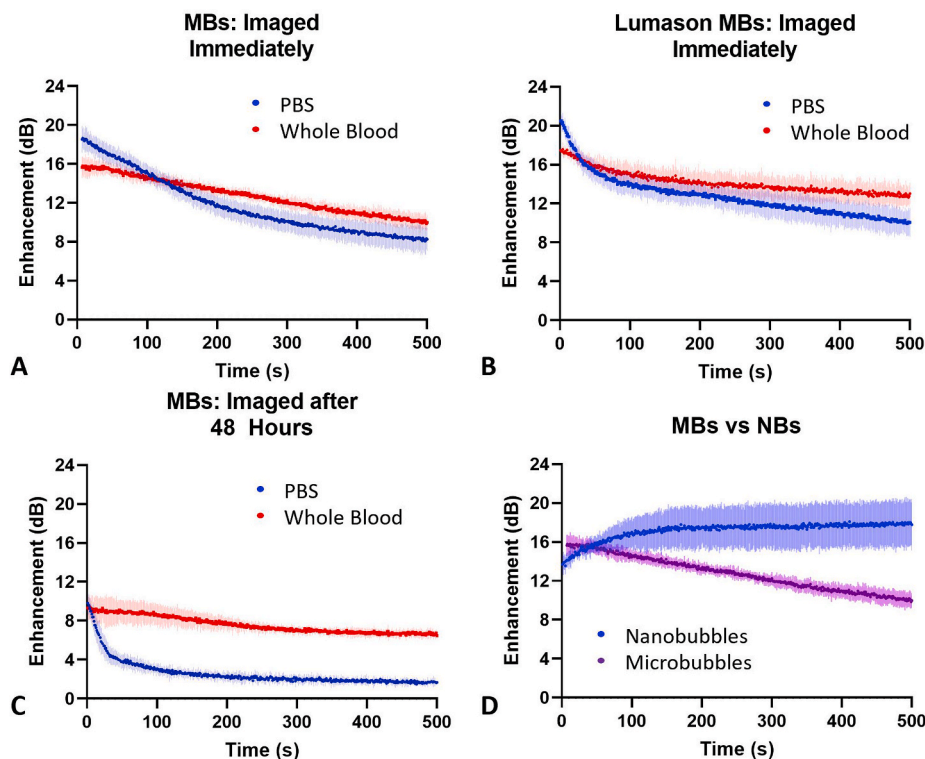 A
MBs: Imaged
Immediately
24
20
16
12
8
4
0
Enhancement (dB)
PBS
Whole Blood
0 100 200 300 400 500
Time (s)
B
Lumason MBs: Imaged
Immediately
24
20
16
12
8
4
0
Enhancement (dB)
PBS
Whole Blood
0 100 200 300 400 500
Time (s)
C
MBs: Imaged after
48 Hours
24
20
16
12
8
4
0
Enhancement (dB)
PBS
Whole Blood
0 100 200 300 400 500
Time (s)
D
MBs vs NBs
24
20
16
12
8
4
0
Enhancement (dB)
Nanobubbles
Microbubbles
0 100 200 300 400 500
Time (s)